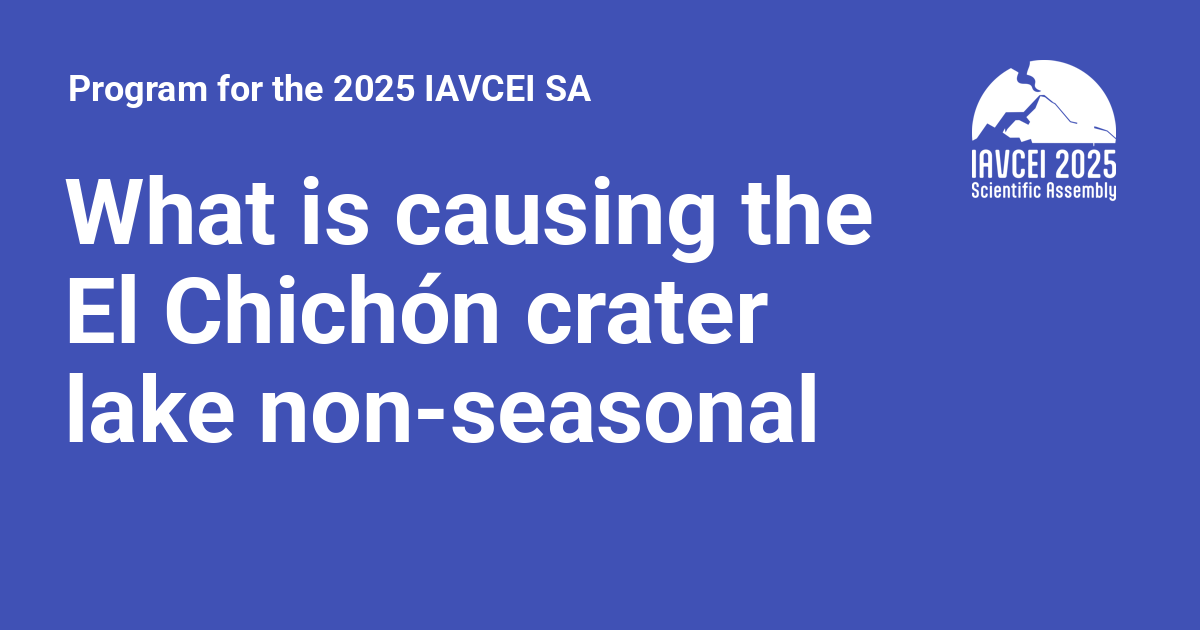 Program for the 2025 IAVCEI SA
IAVCEI 2025
Scientific Assembly
What is causing the
El Chichón crater
lake non-seasonal